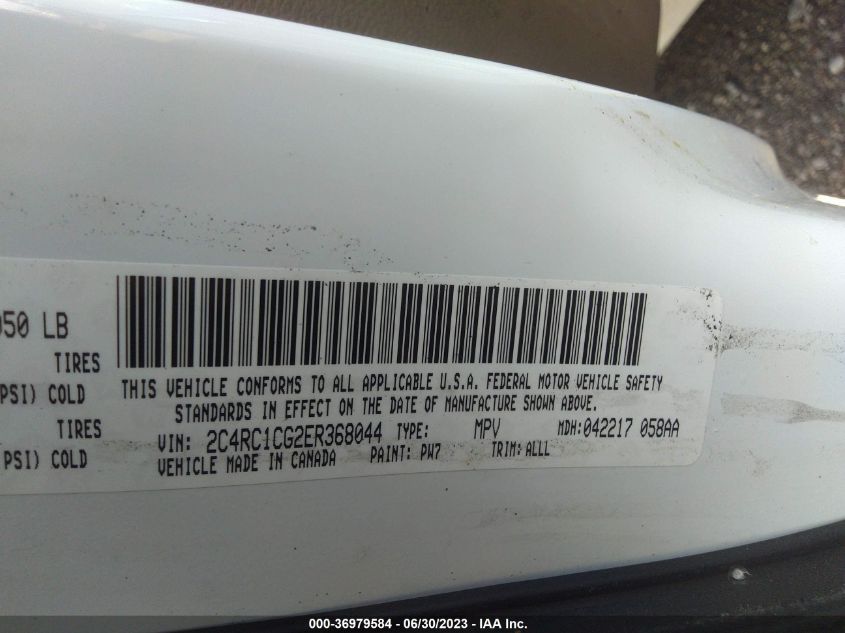 050 LB
TIRES
PSI) COLD
TIRES
PSI) COLD
THIS VEHICLE CONFORMS TO ALL APPLICABLE U.S.A. FEDERAL MOTOR VEHICLE SAFETY
STANDARDS IN EFFECT ON THE DATE OF MANUFACTURE SHOWN ABOVE.
VIN: 2C4RC1CG2ER368044 TYPE: MPV MDH:042217 058AA
VEHICLE MADE IN CANADA PAINT: PW7 TRIM: ALLL
000-36979584 - 06/30/2023 - IAA Inc.